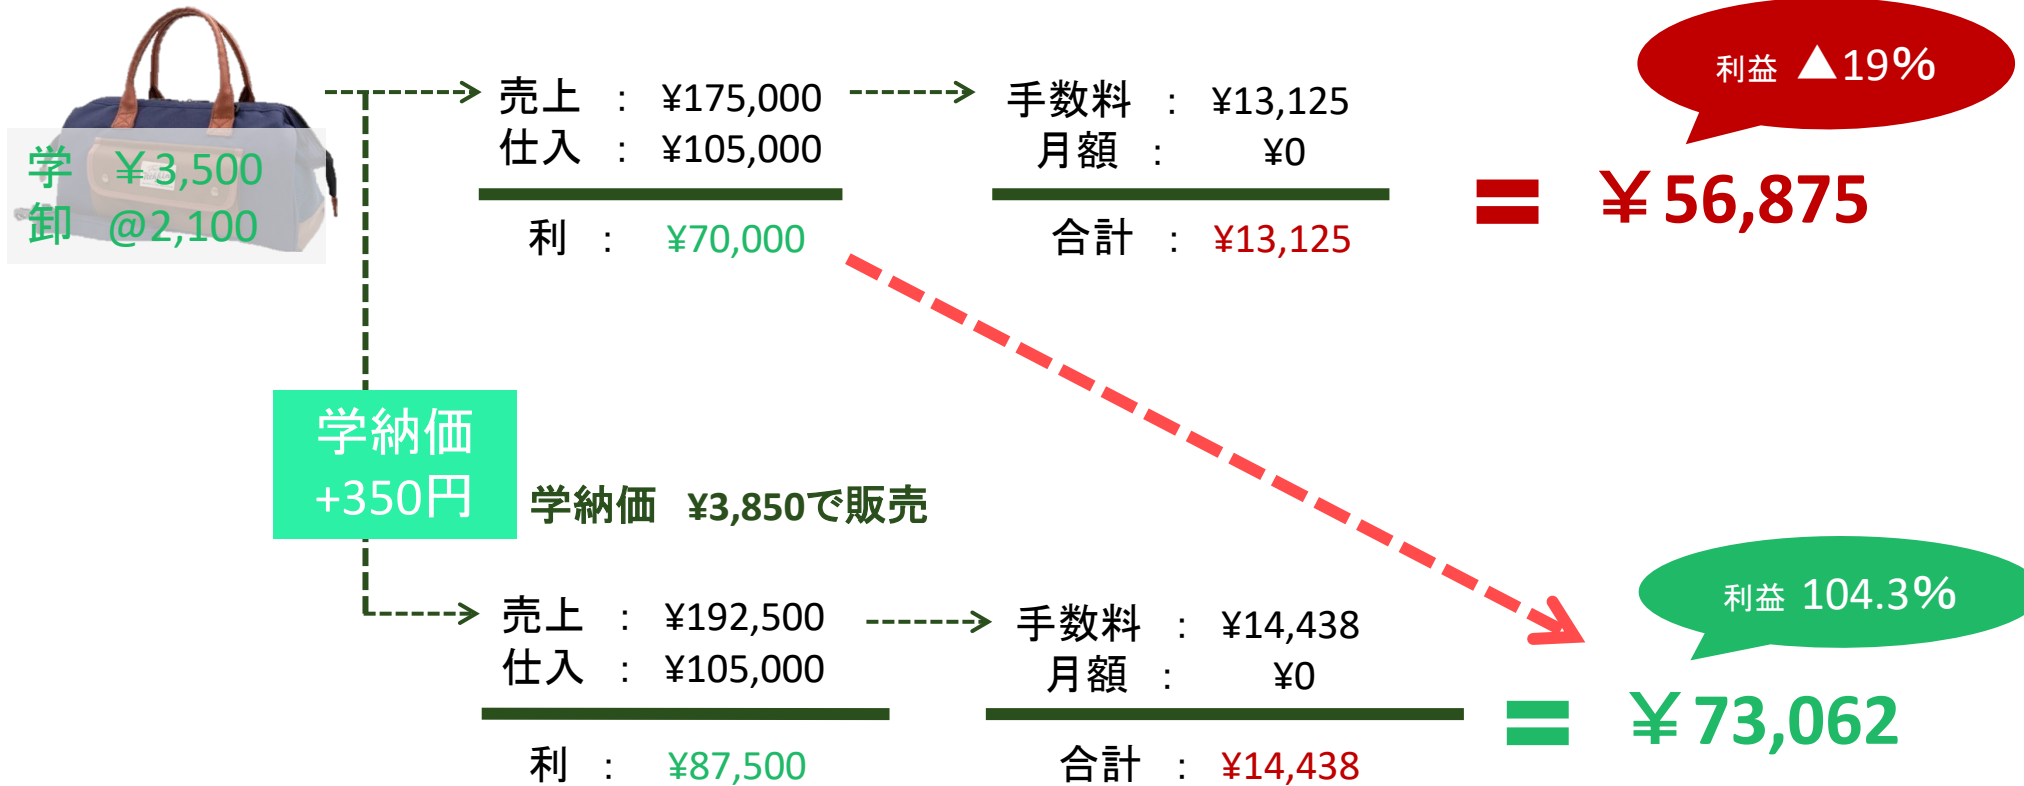 利益 ▲19%
売上 : ¥175,000
仕入 : ¥105,000
利 : ¥70,000
手数料 : ¥13,125
月額 : ¥0
合計 : ¥13,125
= ¥56,875
学 ¥3,500
卸 @2,100
学納価
+350円
学納価 ¥3,850で販売
利益 104.3%
売上 : ¥192,500
仕入 : ¥105,000
利 : ¥87,500
手数料 : ¥14,438
月額 : ¥0
合計 : ¥14,438
= ¥73,062